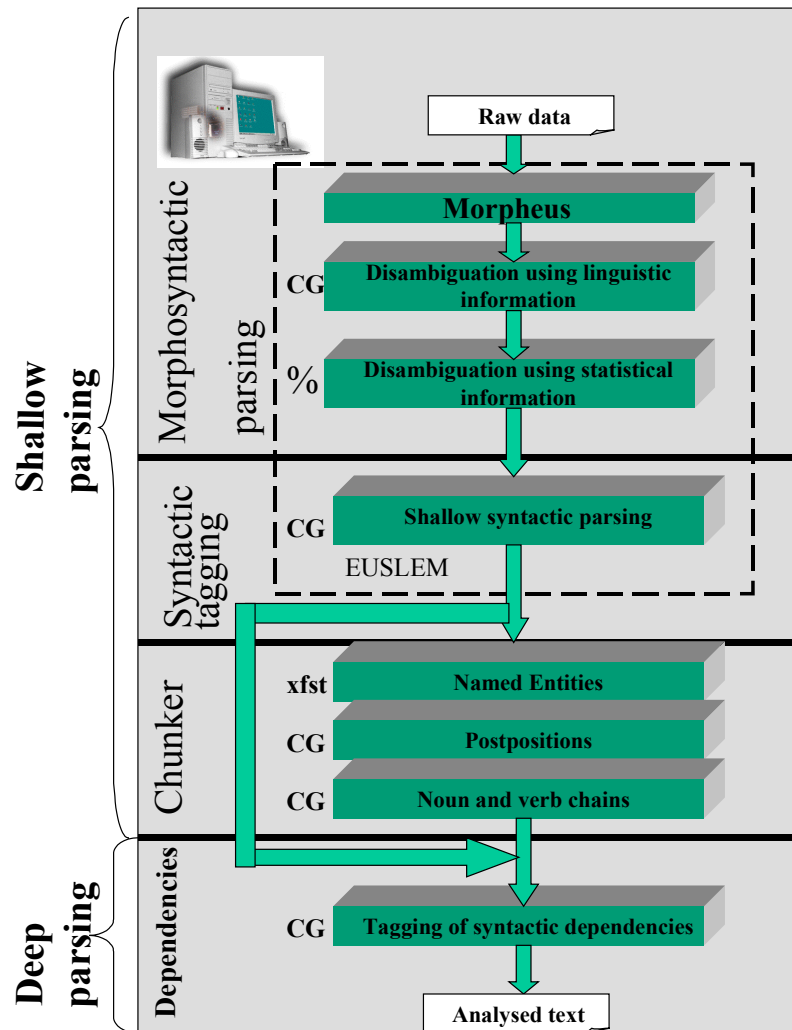 Raw data
Morphosyntactic
parsing
Morpheus
CG
Disambiguation using linguistic
information
%
Disambiguation using statistical
information
Shallow
parsing
Syntactic
tagging
CG
Shallow syntactic parsing
EUSLEM
Chunker
xfst
Named Entities
CG
Postpositions
CG
Noun and verb chains
Deep
parsing
Dependencies
CG
Tagging of syntactic dependencies
Analysed text